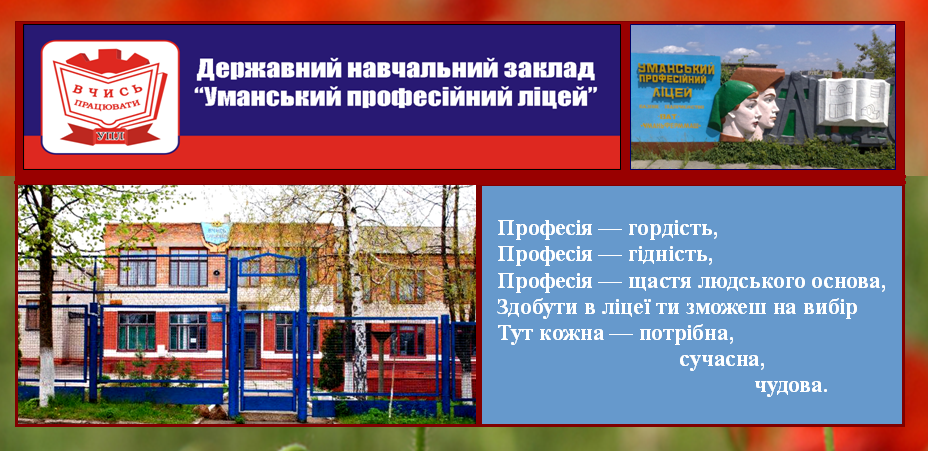 ВЧИСЬ
ПРАЦЮВАТИ
УПЛ
Державний навчальний заклад
“Уманський професійний ліцей”
УМАНСЬКИЙ
ПРОФЕСІЙНИЙ
ЛІЦЕЙ
ВЧИСЬ
Професія — гордість,
Професія — гідність,
Професія — щастя людського основа,
Здобути в ліцеї ти зможеш на вибір
Тут кожна — потрібна,
сучасна,
чудова.